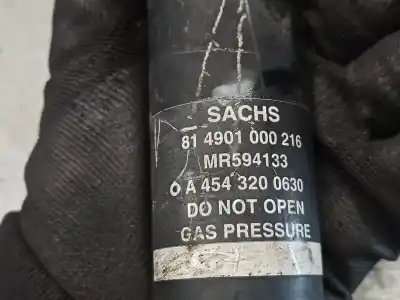 SACHS
81 4901 000 216
MR594133
A 454 320 0630
DO NOT OPEN
GAS PRESSURE